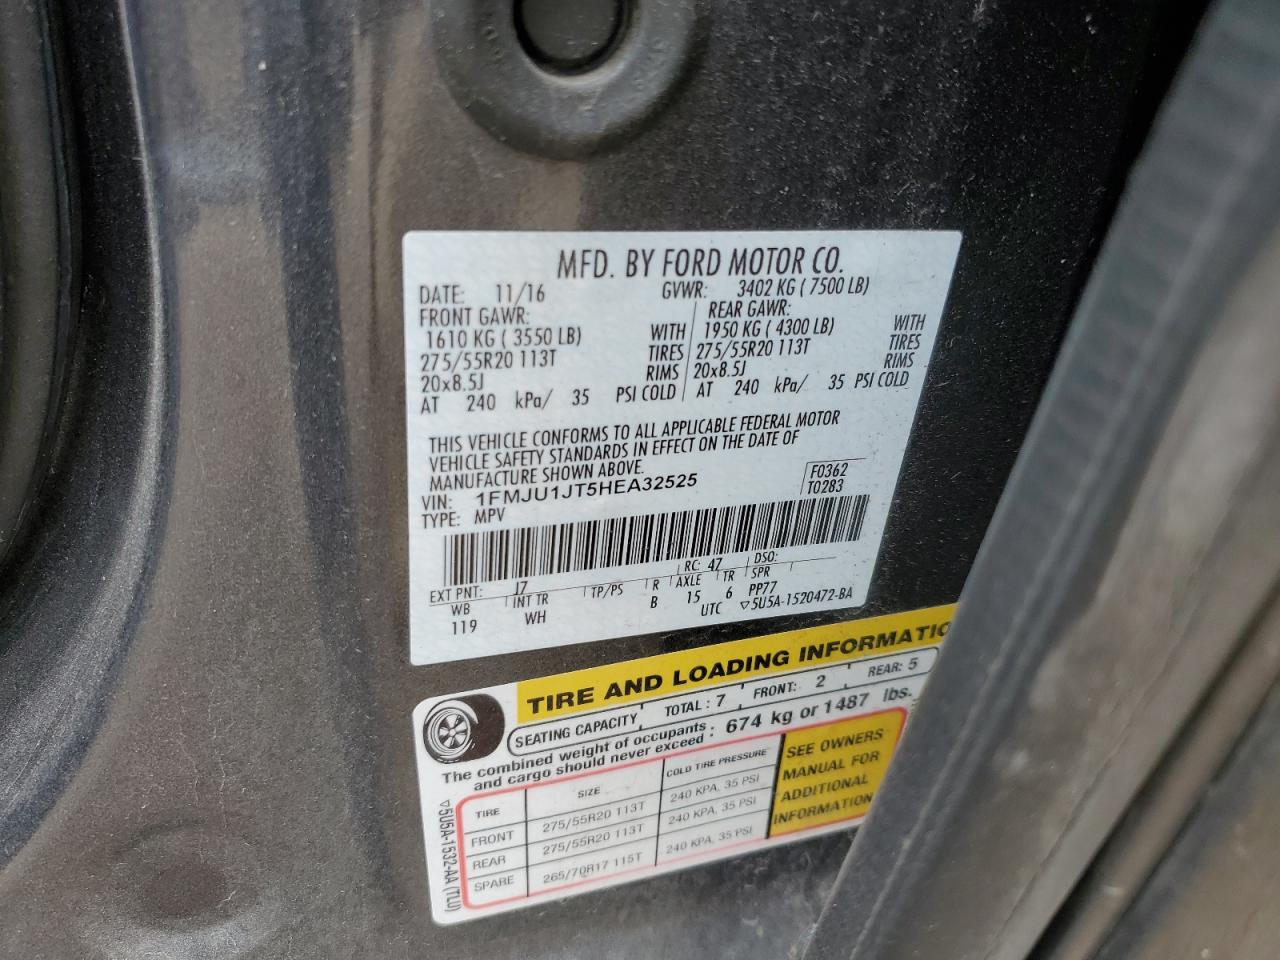 MFD. BY FORD MOTOR CO.
DATE: 11/16 GVWR: 3402 KG ( 7500 LB)
FRONT GAWR: REAR GAWR:
1610 KG ( 3550 LB) WITH 1950 KG ( 4300 LB) WITH
275/55R20 113T TIRES 275/55R20 113T TIRES
20x8.5J RIMS 20x8.5J RIMS
AT 240 kPa/ 35 PSI COLD AT 240 kPa/ 35 PSI COLD
THIS VEHICLE CONFORMS TO ALL APPLICABLE FEDERAL MOTOR
VEHICLE SAFETY STANDARDS IN EFFECT ON THE DATE OF
MANUFACTURE SHOWN ABOVE.
VIN: 1FMJU1JT5HEA32525 F0362
TYPE: MPV T0283
EXT PNT: J7 RC: 47 DSO:
WB INT TR TP/PS R AXLE TR SPR
119 WH B 15 6 PP77
UTC ▽5U5A-1520472-BA
TIRE AND LOADING INFORMATIO
SEATING CAPACITY TOTAL : 7 FRONT: 2 REAR: 5
The combined weight of occupants
and cargo should never exceed : 674 kg or 1487 lbs.
TIRE SIZE COLD TIRE PRESSURE
FRONT 275/55R20 113T 240 KPA, 35 PSI
REAR 275/55R20 113T 240 KPA, 35 PSI
SPARE 265/70R17 115T 240 KPA, 35 PSI
SEE OWNERS
MANUAL FOR
ADDITIONAL
INFORMATION
▽5U5A-1532-AA (TLU)